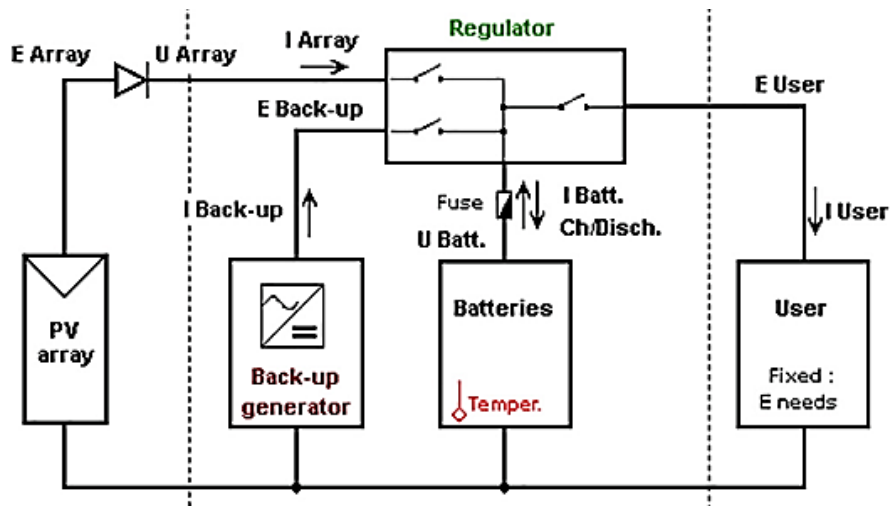 Regulator
I Array
E Array
U Array
E Back-up
E User
I Back-up
Fuse
I Batt.
Ch/Disch.
U Batt.
I User
PV
array
Back-up
generator
Batteries
Temper.
User
Fixed :
E needs